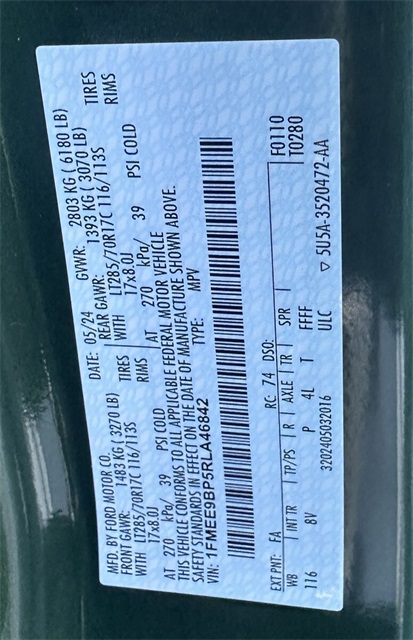 MFD. BY FORD MOTOR CO.
DATE: 05/24 GVWR: 2803 KG ( 6180 LB)
FRONT GAWR: 1483 KG ( 3270 LB) REAR GAWR: 1393 KG ( 3070 LB)
WITH LT285/70R17C 116/113S TIRES WITH LT285/70R17C 116/113S TIRES
17x8.0J RIMS 17x8.0J RIMS
AT 270 kPa/ 39 PSI COLD AT 270 kPa/ 39 PSI COLD
THIS VEHICLE CONFORMS TO ALL APPLICABLE FEDERAL MOTOR VEHICLE
SAFETY STANDARDS IN EFFECT ON THE DATE OF MANUFACTURE SHOWN ABOVE.
VIN: 1FMEE9BP5RLA46842 TYPE: MPV
F0110
EXT PNT: EA RC: 74 DSO: T0280
WB INT TR TP/PS R AXLE TR SPR
116 8V P 4L T FFFF
3202405032016 ULC ▽ 5U5A-3520472-AA